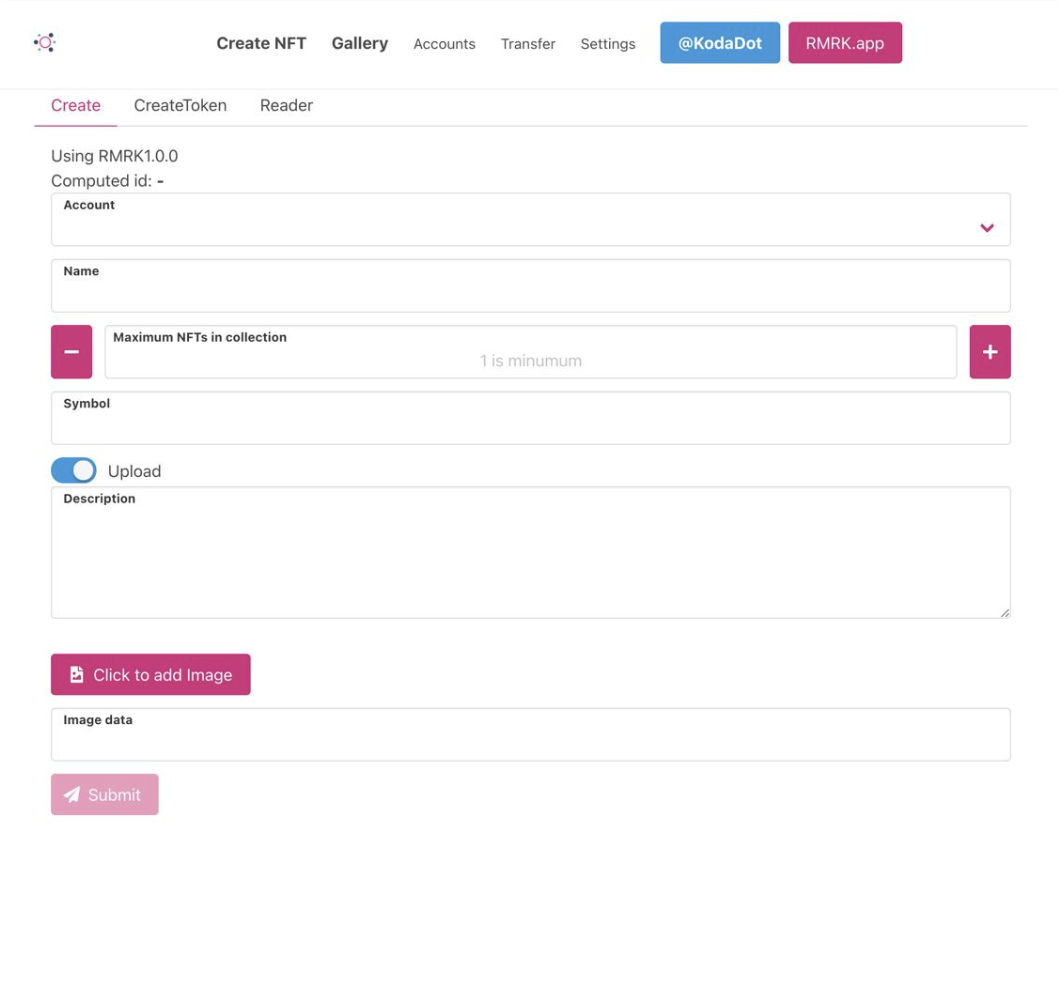 Create NFT Gallery Accounts Transfer Settings @KodaDot RMRK.app
Create CreateToken Reader
Using RMRK1.0.0
Computed id: -
Account
Name
Maximum NFTs in collection
1 is minumum
Symbol
Upload
Description
Click to add Image
Image data
Submit